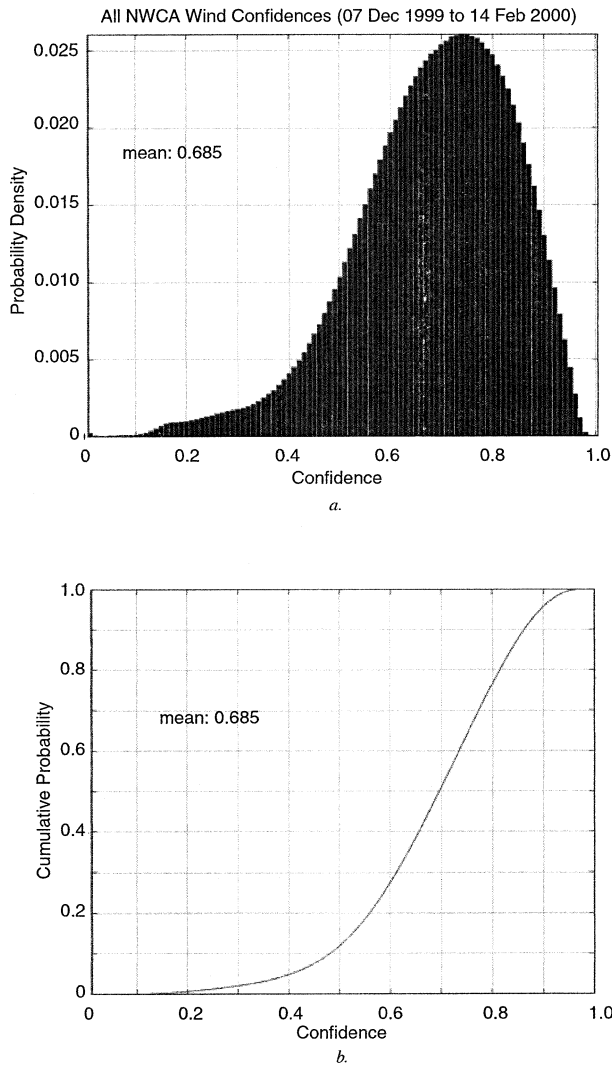 All NWCA Wind Confidences (07 Dec 1999 to 14 Feb 2000)
0.025
0.020
mean: 0.685
0.015
Probability Density
0.010
0.005
0
0 0.2 0.4 0.6 0.8 1.0
Confidence
a.
1.0
0.8
mean: 0.685
0.6
Cumulative Probability
0.4
0.2
0
0 0.2 0.4 0.6 0.8 1.0
Confidence
b.